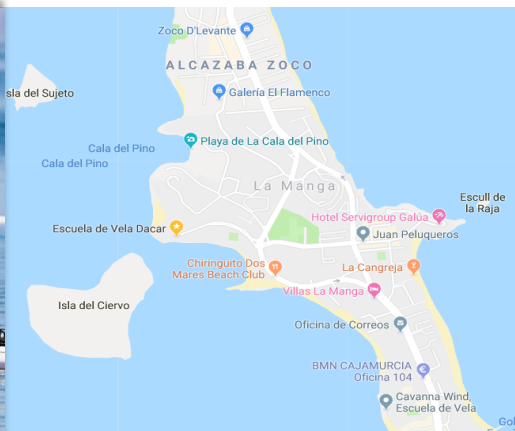 Zoco D'Levante
ALCAZABA ZOCO
sla del Sujeto
Galería El Flamenco
Cala del Pino
Playa de La Cala del Pino
Cala del Pino
La Manga
Escull de
la Raja
Hotel Servigroup Galúa
Escuela de Vela Dacar
Juan Peluqueros
Chiringuito Dos
Mares Beach Club
La Cangreja
Villas La Manga
Isla del Ciervo
Oficina de Correos
BMN CAJAMURCIA
Oficina 104
Cavanna Wind.
Escuela de Vela
Gol